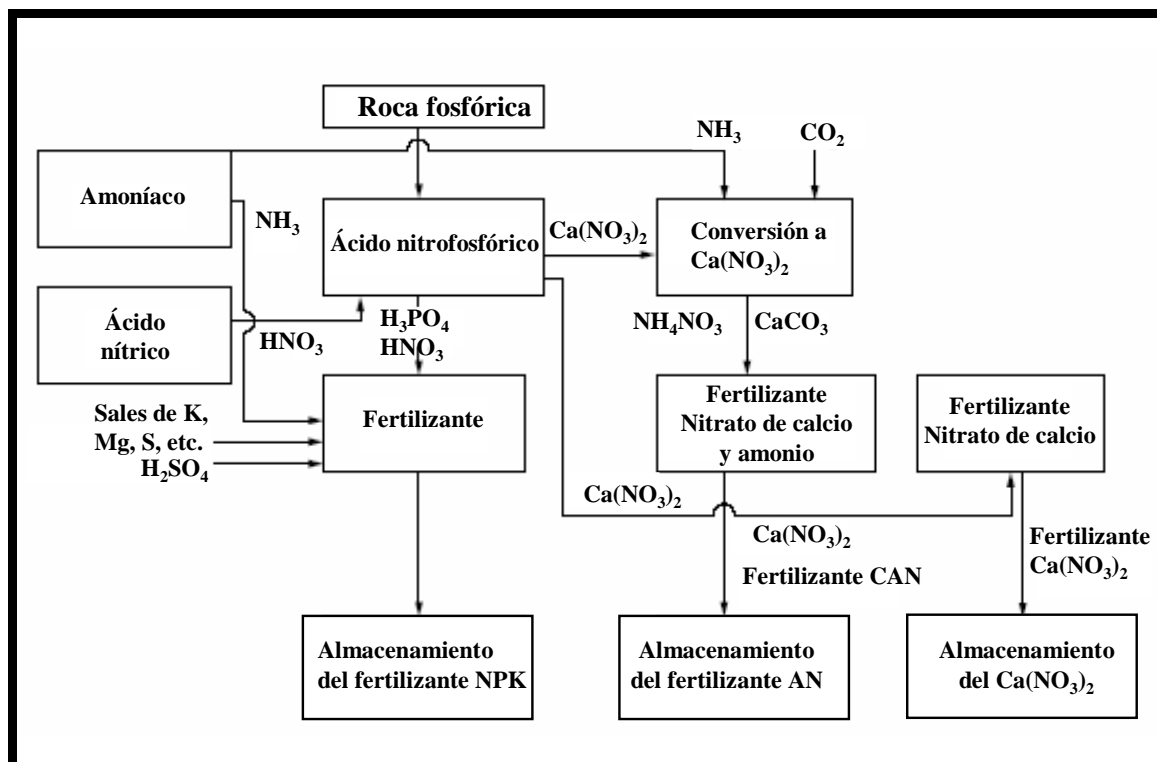 Roca fosfórica
NH₃
CO₂
Amoníaco
NH₃
Ácido nitrofosfórico
Ca(NO₃)₂
Conversión a
Ca(NO₃)₂
Ácido
nítrico
HNO₃
H₃PO₄
HNO₃
NH₄NO₃
CaCO₃
Sales de K,
Mg, S, etc.
H₂SO₄
Fertilizante
Fertilizante
Nitrato de calcio
y amonio
Fertilizante
Nitrato de calcio
Ca(NO₃)₂
Ca(NO₃)₂
Fertilizante
Ca(NO₃)₂
Fertilizante CAN
Almacenamiento
del fertilizante NPK
Almacenamiento
del fertilizante AN
Almacenamiento
del Ca(NO₃)₂